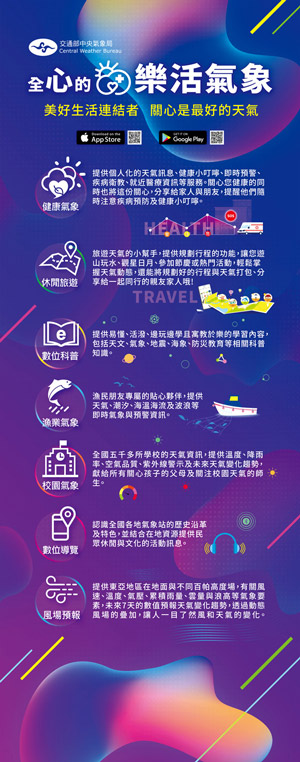 交通部中央氣象局
Central Weather Bureau
全心的樂活氣象
美好生活連結者 關心是最好的天氣
Download on the
App Store
GET IT ON
Google Play
提供個人化的天氣訊息、健康小叮嚀、即時預警、
疾病衛教、就近醫療資訊等服務。關心您健康的同
時也將這份關心,分享給家人與朋友,提醒他們隨
時注意疾病預防及健康小叮嚀。
健康氣象
HEALTH
SOS
旅遊天氣的小幫手,提供規劃行程的功能,讓您遊
山玩水、觀星日月、參加節慶或熱門活動,輕鬆掌
握天氣動態,還能將規劃好的行程與天氣打包、分
享給一起同行的親友家人哦!
休閒旅遊
TRAVEL
提供易懂、活潑、邊玩邊學且寓教於樂的學習內容,
包括天文、氣象、地震、海象、防災教育等相關科普
知識。
e
數位科普
漁民朋友專屬的貼心夥伴,提供
天氣、潮汐、海溫海流及波浪等
即時氣象與預警資訊。
漁業氣象
全國五千多所學校的天氣資訊,提供溫度、降雨
率、空氣品質、紫外線警示及未來天氣變化趨勢,
獻給所有關心孩子的父母及關注校園天氣的師
生。
校園氣象
認識全國各地氣象站的歷史沿革
及特色,並結合在地資源提供民
眾休閒與文化的活動訊息。
數位導覽
提供東亞地區在地面與不同百帕高度場,有關風
速、溫度、氣壓、累積雨量、雲量與浪高等氣象要
素,未來7天的數值預報天氣變化趨勢,透過動態
風場的疊加,讓人一目了然風和天氣的變化。
風場預報